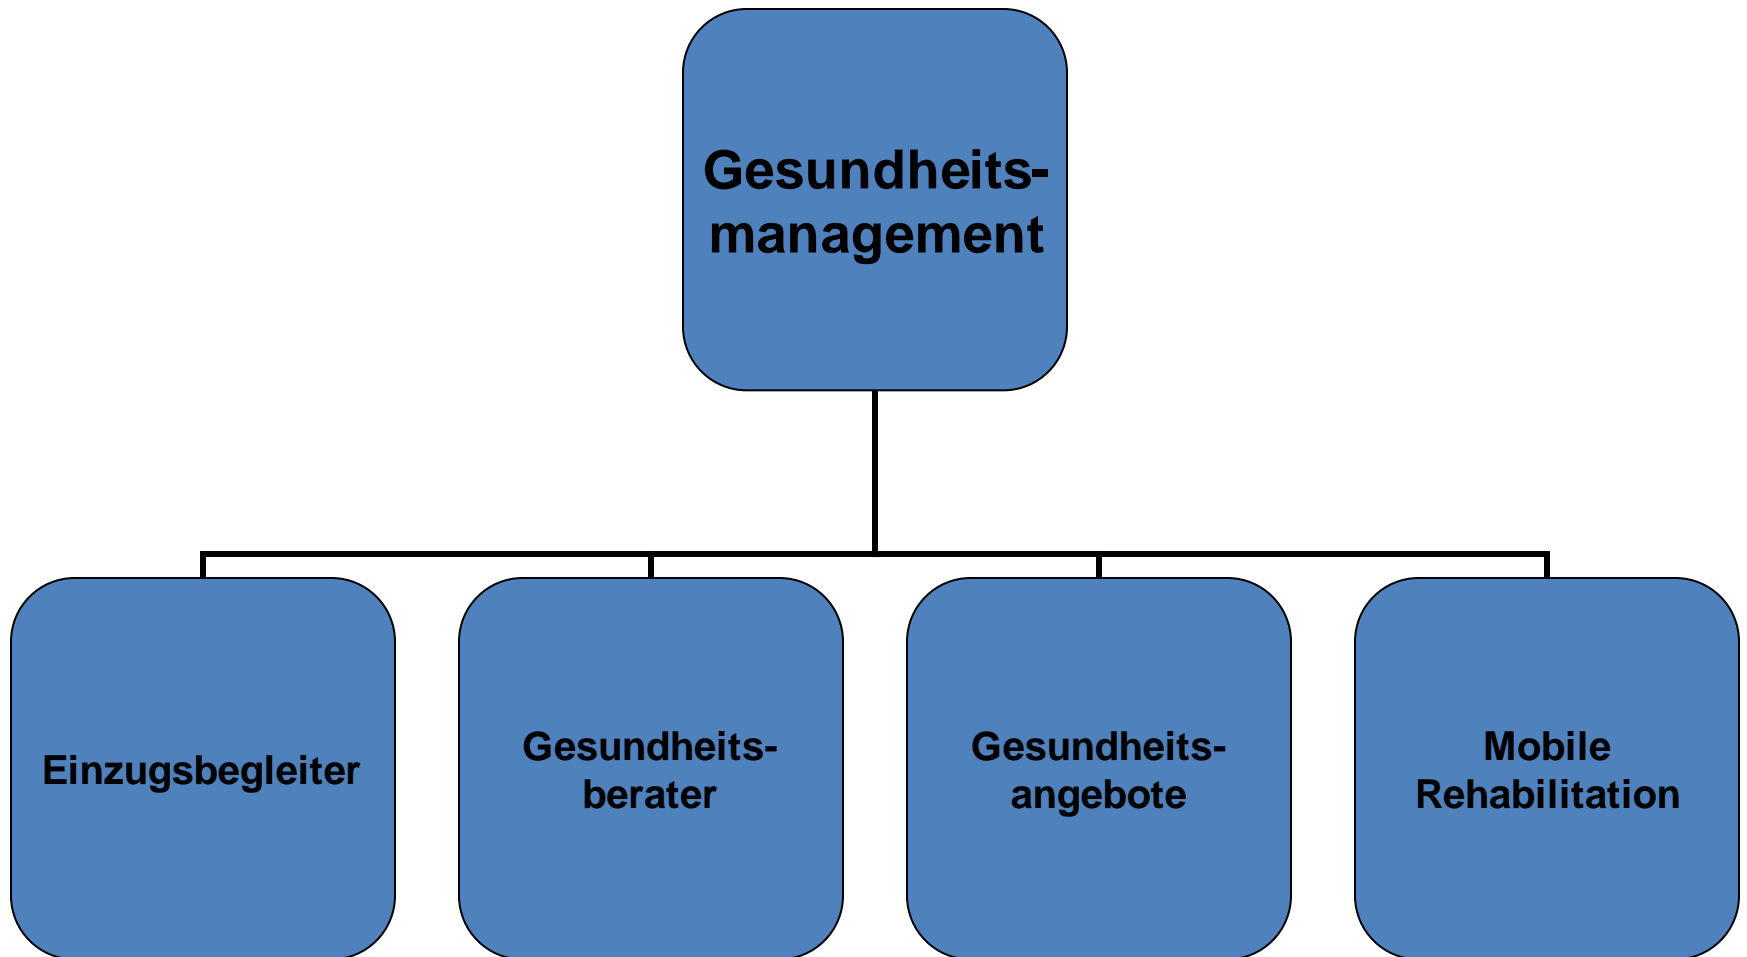 Gesundheits-
management
Einzugsbegleiter
Gesundheits-
berater
Gesundheits-
angebote
Mobile
Rehabilitation